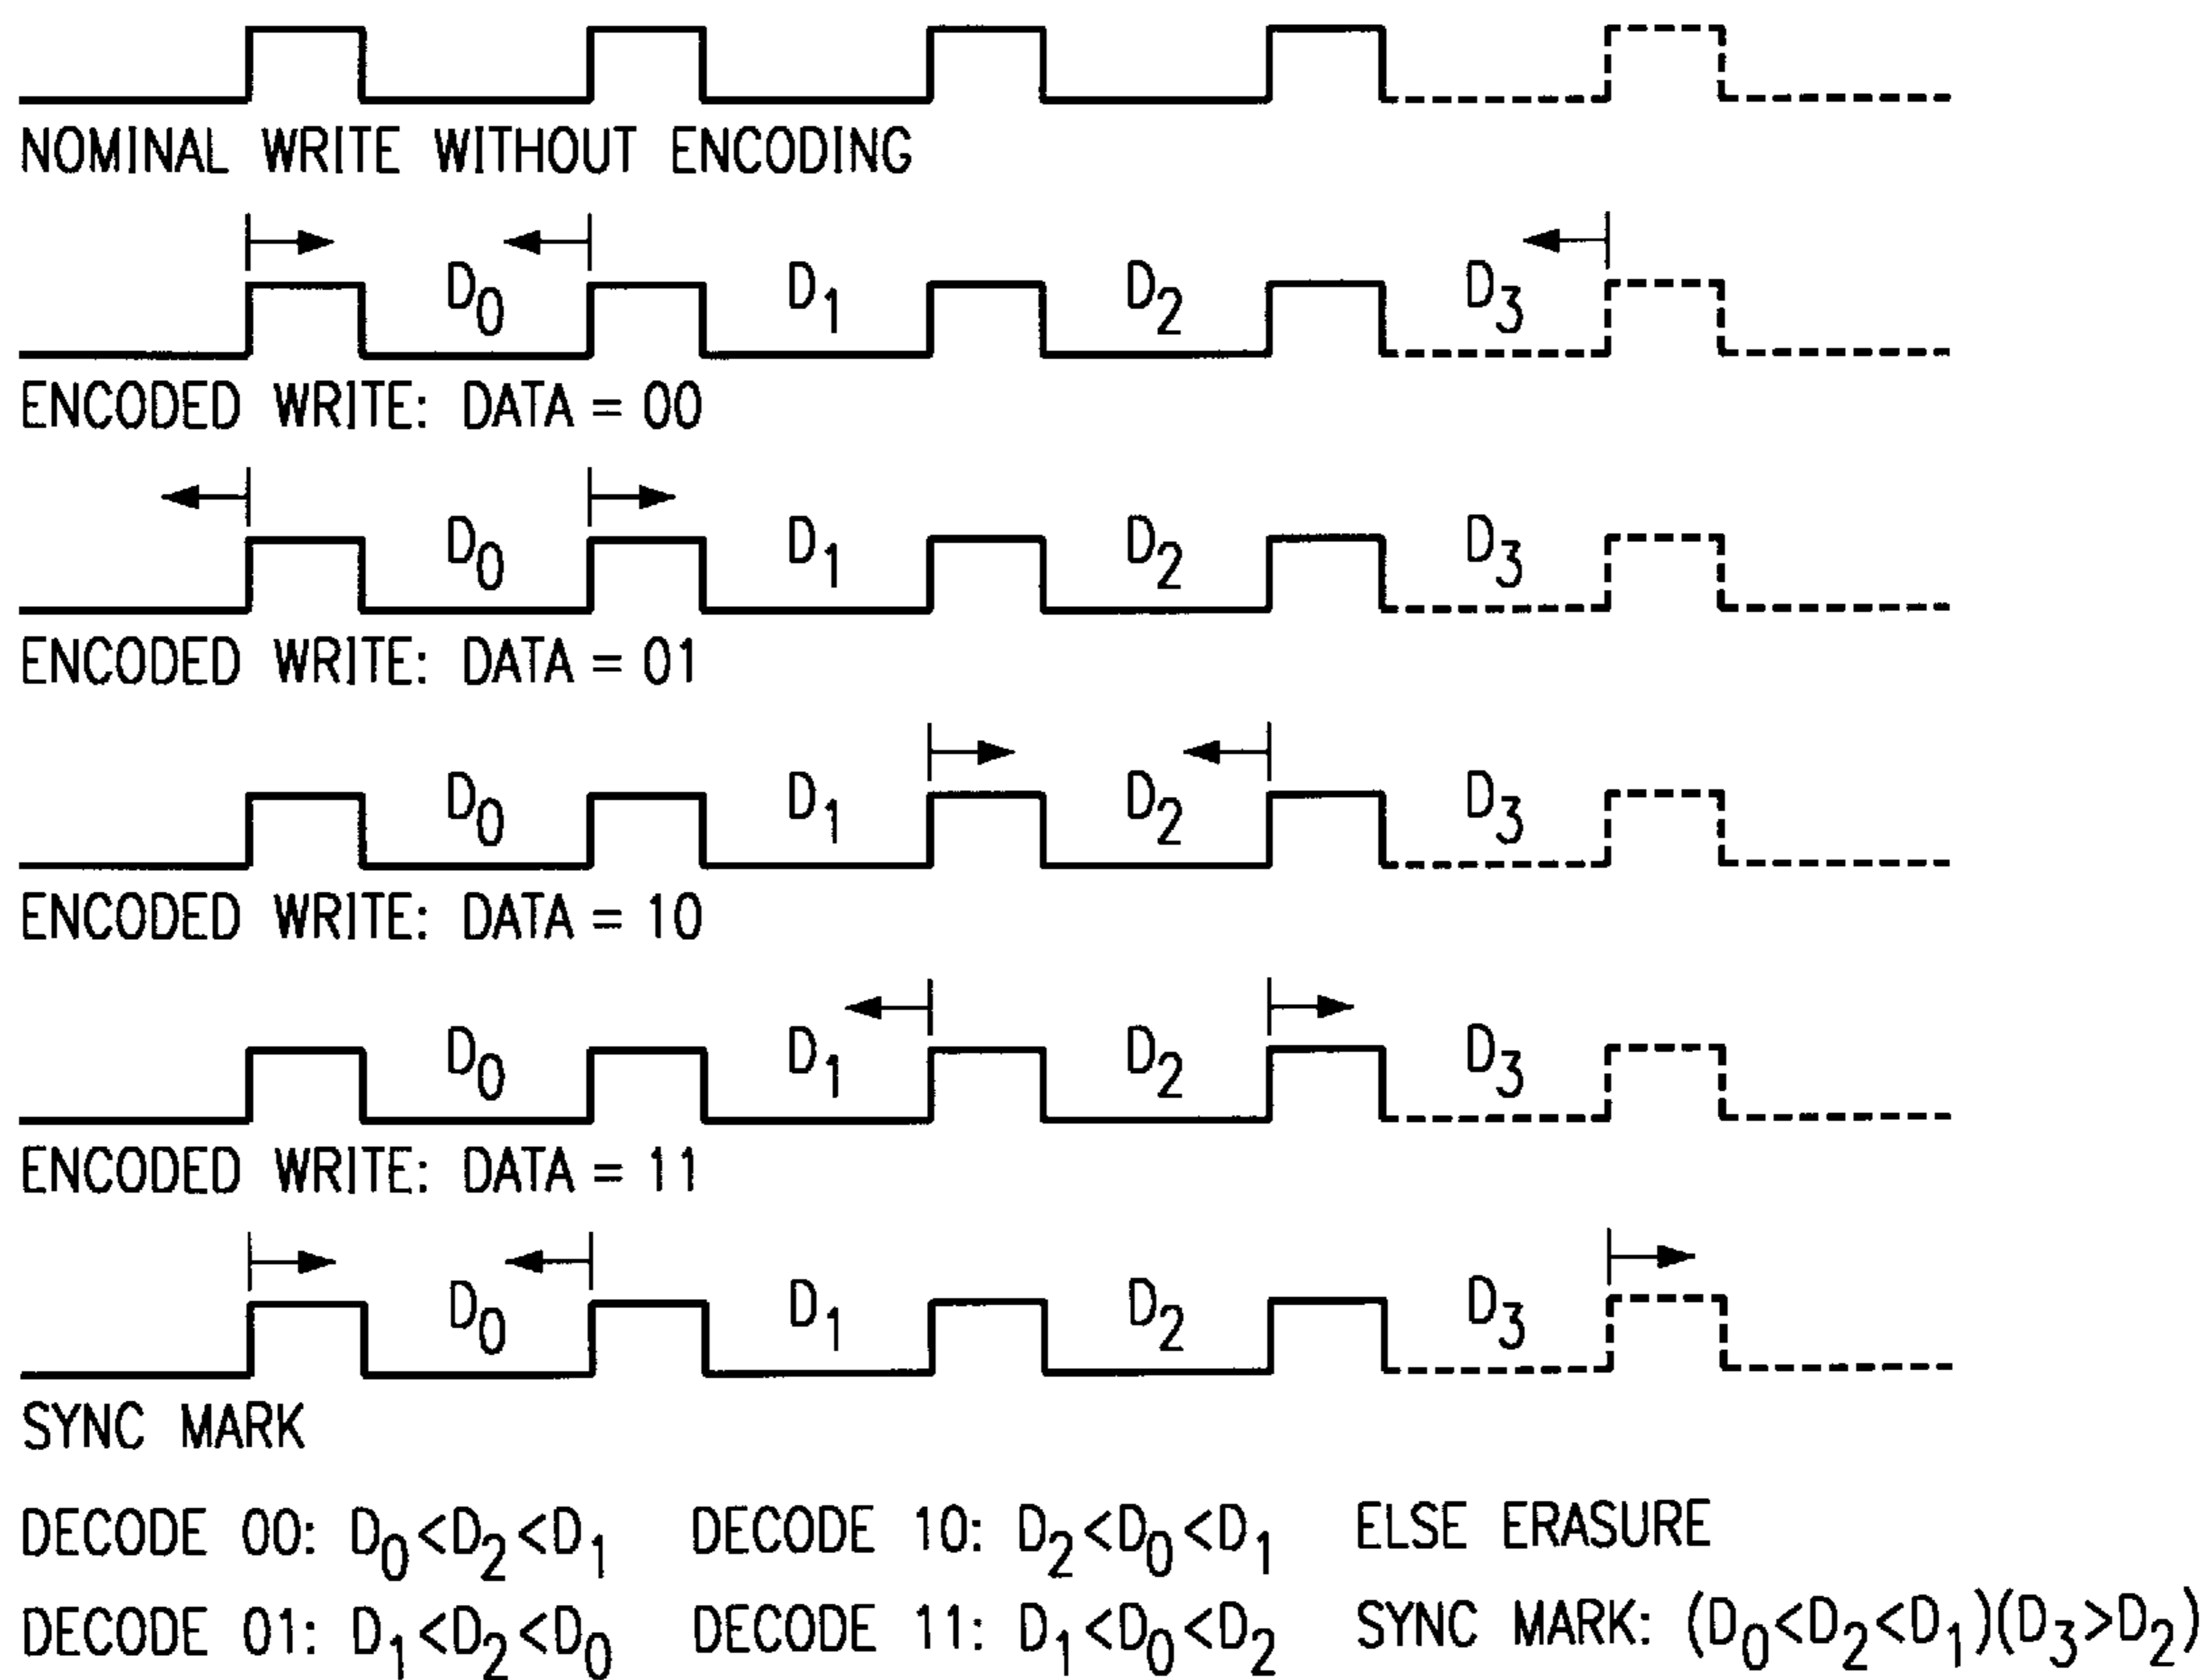 NOMINAL WRITE WITHOUT ENCODING
D0 D1 D2 D3
ENCODED WRITE: DATA = 00
D0 D1 D2 D3
ENCODED WRITE: DATA = 01
D0 D1 D2 D3
ENCODED WRITE: DATA = 10
D0 D1 D2 D3
ENCODED WRITE: DATA = 11
D0 D1 D2 D3
SYNC MARK
DECODE 00: D0<D2<D1 DECODE 10: D2<D0<D1 ELSE ERASURE
DECODE 01: D1<D2<D0 DECODE 11: D1<D0<D2 SYNC MARK: (D0<D2<D1)(D3>D2)